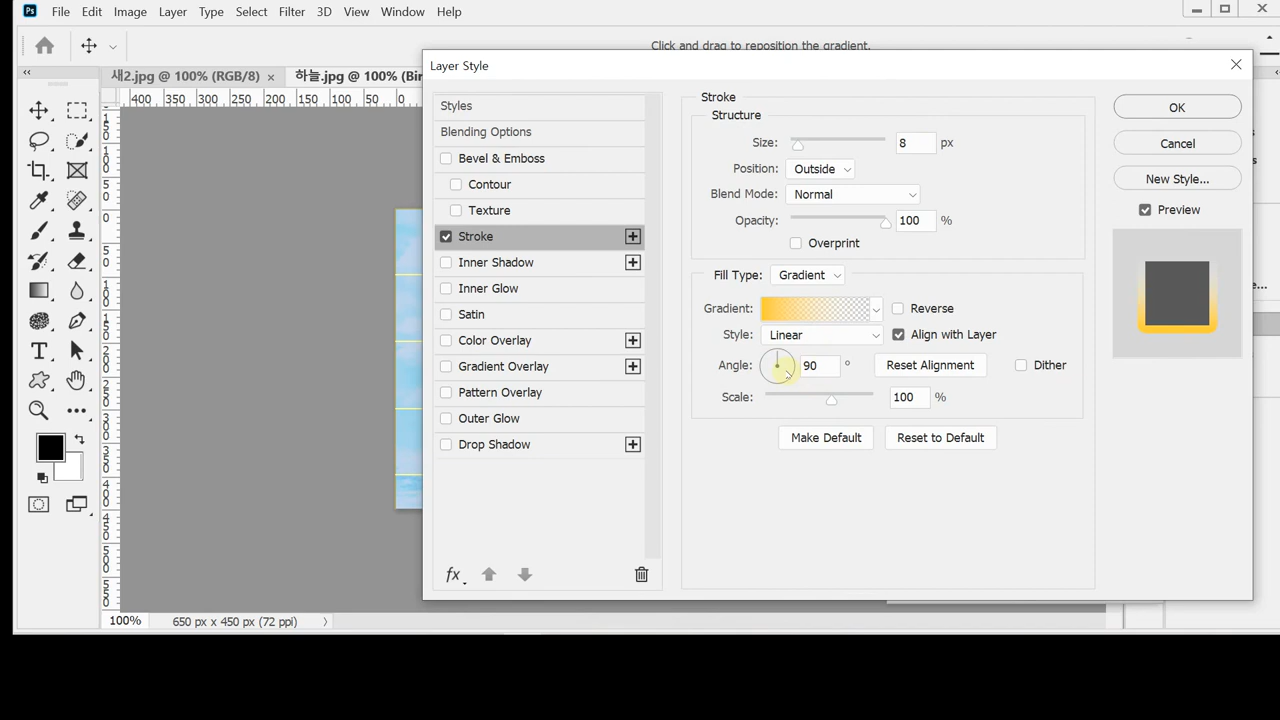 Ps File Edit Image Layer Type Select Filter 3D View Window Help
Click and drag to reposition the gradient.
새2.jpg @ 100% (RGB/8) × 하늘.jpg @ 100% (Bir
400 350 300 250 200 150 100 50 0
Layer Style
Styles
Blending Options
Bevel & Emboss
Contour
Texture
Stroke
Inner Shadow
Inner Glow
Satin
Color Overlay
Gradient Overlay
Pattern Overlay
Outer Glow
Drop Shadow
fx
Stroke
Structure
Size: 8 px
Position: Outside
Blend Mode: Normal
Opacity: 100 %
Overprint
Fill Type: Gradient
Gradient: Reverse
Style: Linear Align with Layer
Angle: 90 ° Reset Alignment Dither
Scale: 100 %
Make Default Reset to Default
OK
Cancel
New Style...
Preview
100% 650 px x 450 px (72 ppi)